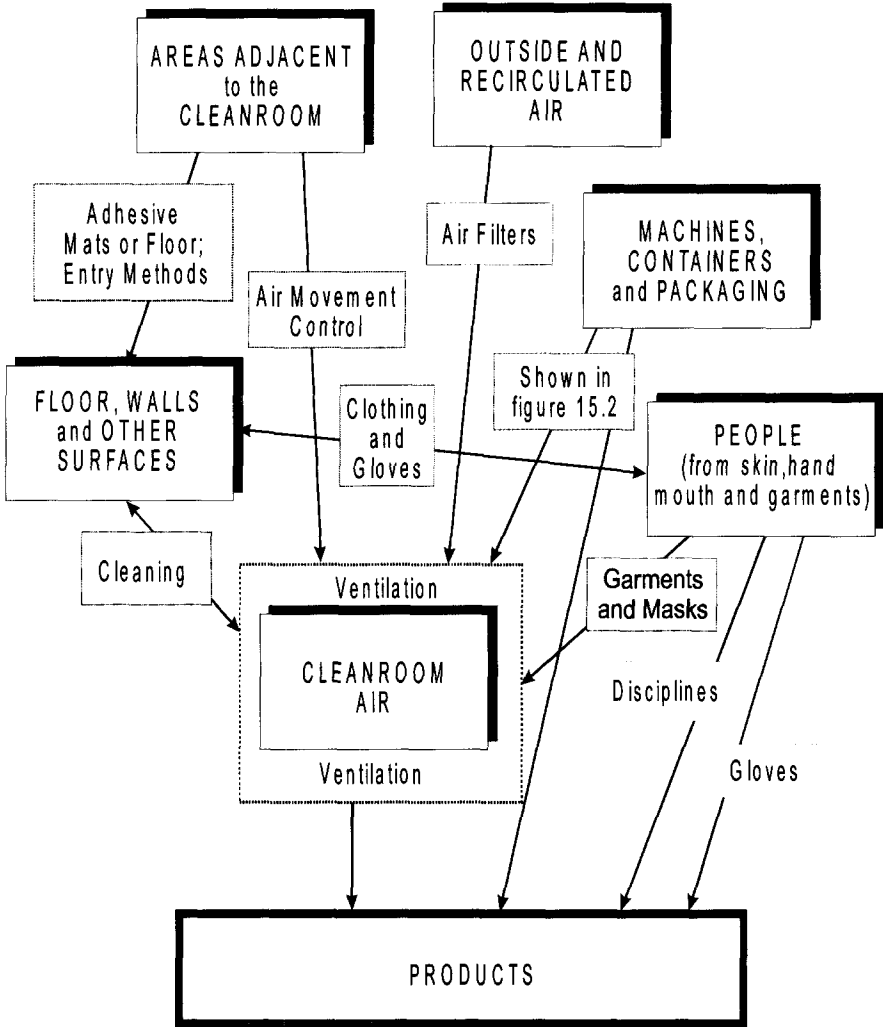 AREAS ADJACENT
to the
CLEANROOM
OUTSIDE AND
RECIRCULATED
AIR
Adhesive
Mats or Floor;
Entry Methods
Air Filters
MACHINES,
CONTAINERS
and PACKAGING
Air Movement
Control
Shown in
figure 15.2
FLOOR, WALLS
and OTHER
SURFACES
Clothing
and
Gloves
PEOPLE
(from skin,hand
mouth and garments)
Cleaning
Ventilation
Garments
and Masks
CLEANROOM
AIR
Disciplines
Ventilation
Gloves
PRODUCTS